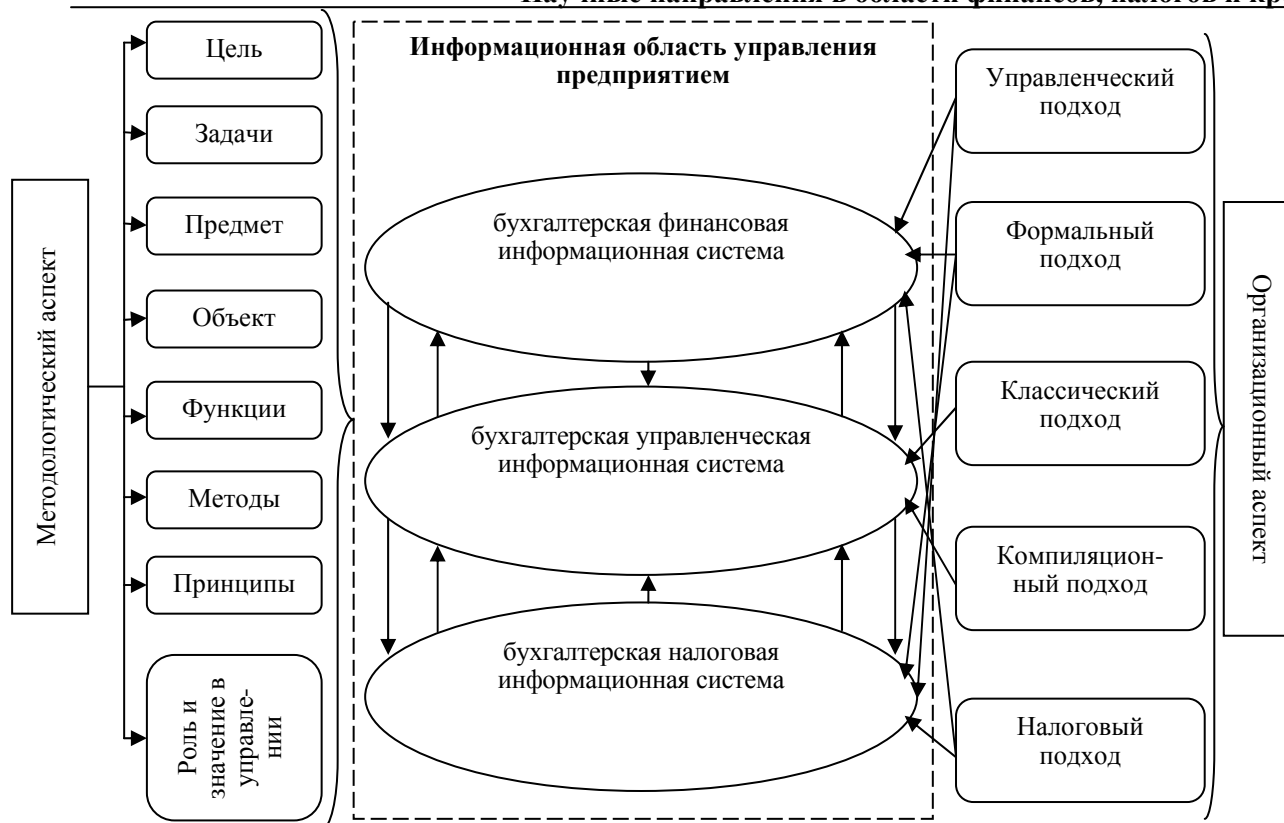 Научные направления в области финансов, налогов и кр
Методологический аспект
Цель
Задачи
Предмет
Объект
Функции
Методы
Принципы
Роль и
значение в
управле-
нии
Информационная область управления
предприятием
бухгалтерская финансовая
информационная система
бухгалтерская управленческая
информационная система
бухгалтерская налоговая
информационная система
Управленческий
подход
Формальный
подход
Классический
подход
Компиляцион-
ный подход
Налоговый
подход
Организационный аспект